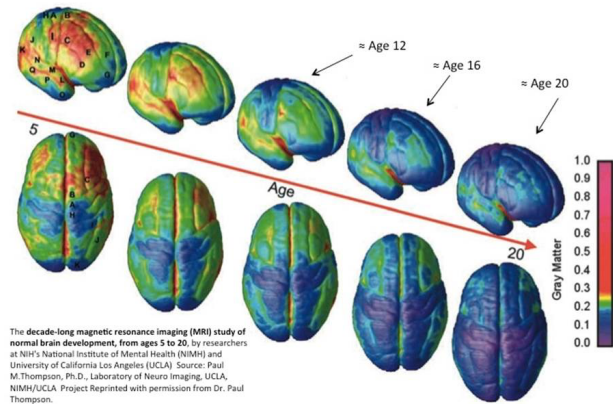 ≈ Age 12
≈ Age 16
≈ Age 20
H A B
I C
J
K
E F
N
D
Q M
G
P L
O
5
Age
20
G
C
B
A
H
J
K
Gray Matter
1.0
0.9
0.8
0.7
0.6
0.5
0.4
0.3
0.2
0.1
0.0
The decade-long magnetic resonance imaging (MRI) study of
normal brain development, from ages 5 to 20, by researchers
at NIH's National Institute of Mental Health (NIMH) and
University of California Los Angeles (UCLA) Source: Paul
M.Thompson, Ph.D., Laboratory of Neuro Imaging, UCLA,
NIMH/UCLA Project Reprinted with permission from Dr. Paul
Thompson.